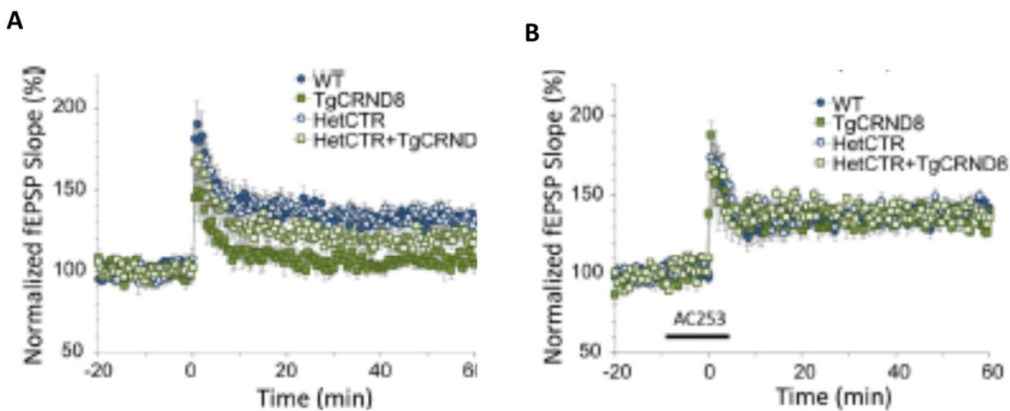 A
Normalized fEPSP Slope (%)
200
150
100
50
-20
0
20
40
60
Time (min)
WT
TgCRND8
HetCTR
HetCTR+TgCRND
B
Normalized fEPSP Slope (%)
200
150
100
50
-20
0
20
40
60
Time (min)
WT
TgCRND8
HetCTR
HetCTR+TgCRND8
AC253